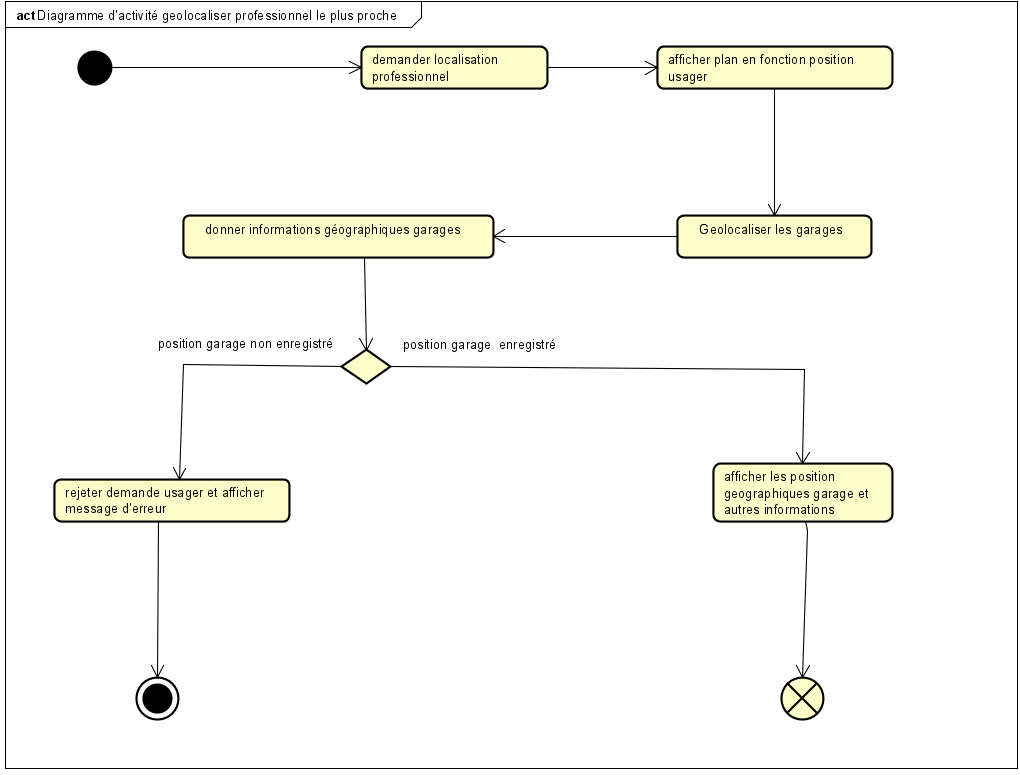 act Diagramme d'activité geolocaliser professionnel le plus proche
demander localisation
professionnel
afficher plan en fonction position
usager
donner informations géographiques garages
Geolocaliser les garages
position garage non enregistré
position garage enregistré
rejeter demande usager et afficher
message d'erreur
afficher les position
geographiques garage et
autres informations